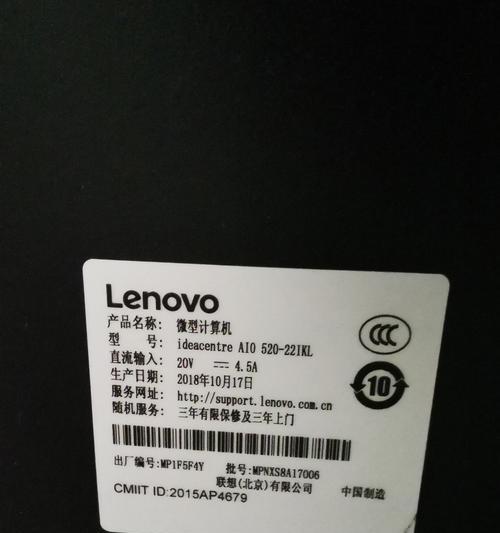 Lenovo
产品名称: 微型计算机
型 号: ideacentre AIO 520-22IKL
直流输入: 20V ⎓ 4.5A
生产日期: 2018年10月17日
服务网址: http://support.lenovo.com.cn
随机服务: 三年有限保修及三年上门
CCC
10
出厂编号:MP1F5F4Y 批号:MPNXS8A17006
联想(北京)有限公司
CMIIT ID:2015AP4679 中国制造